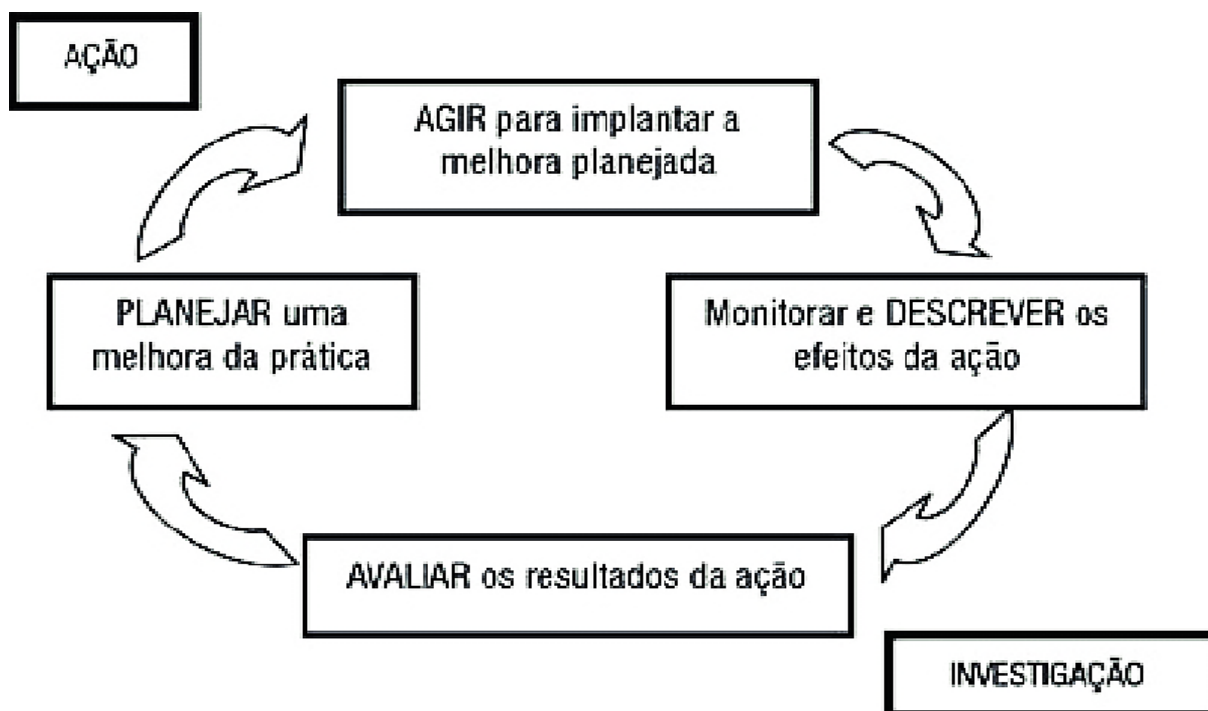 AÇÃO
AGIR para implantar a
melhora planejada
PLANEJAR uma
melhora da prática
Monitorar e DESCREVER os
efeitos da ação
AVALIAR os resultados da ação
INVESTIGAÇÃO